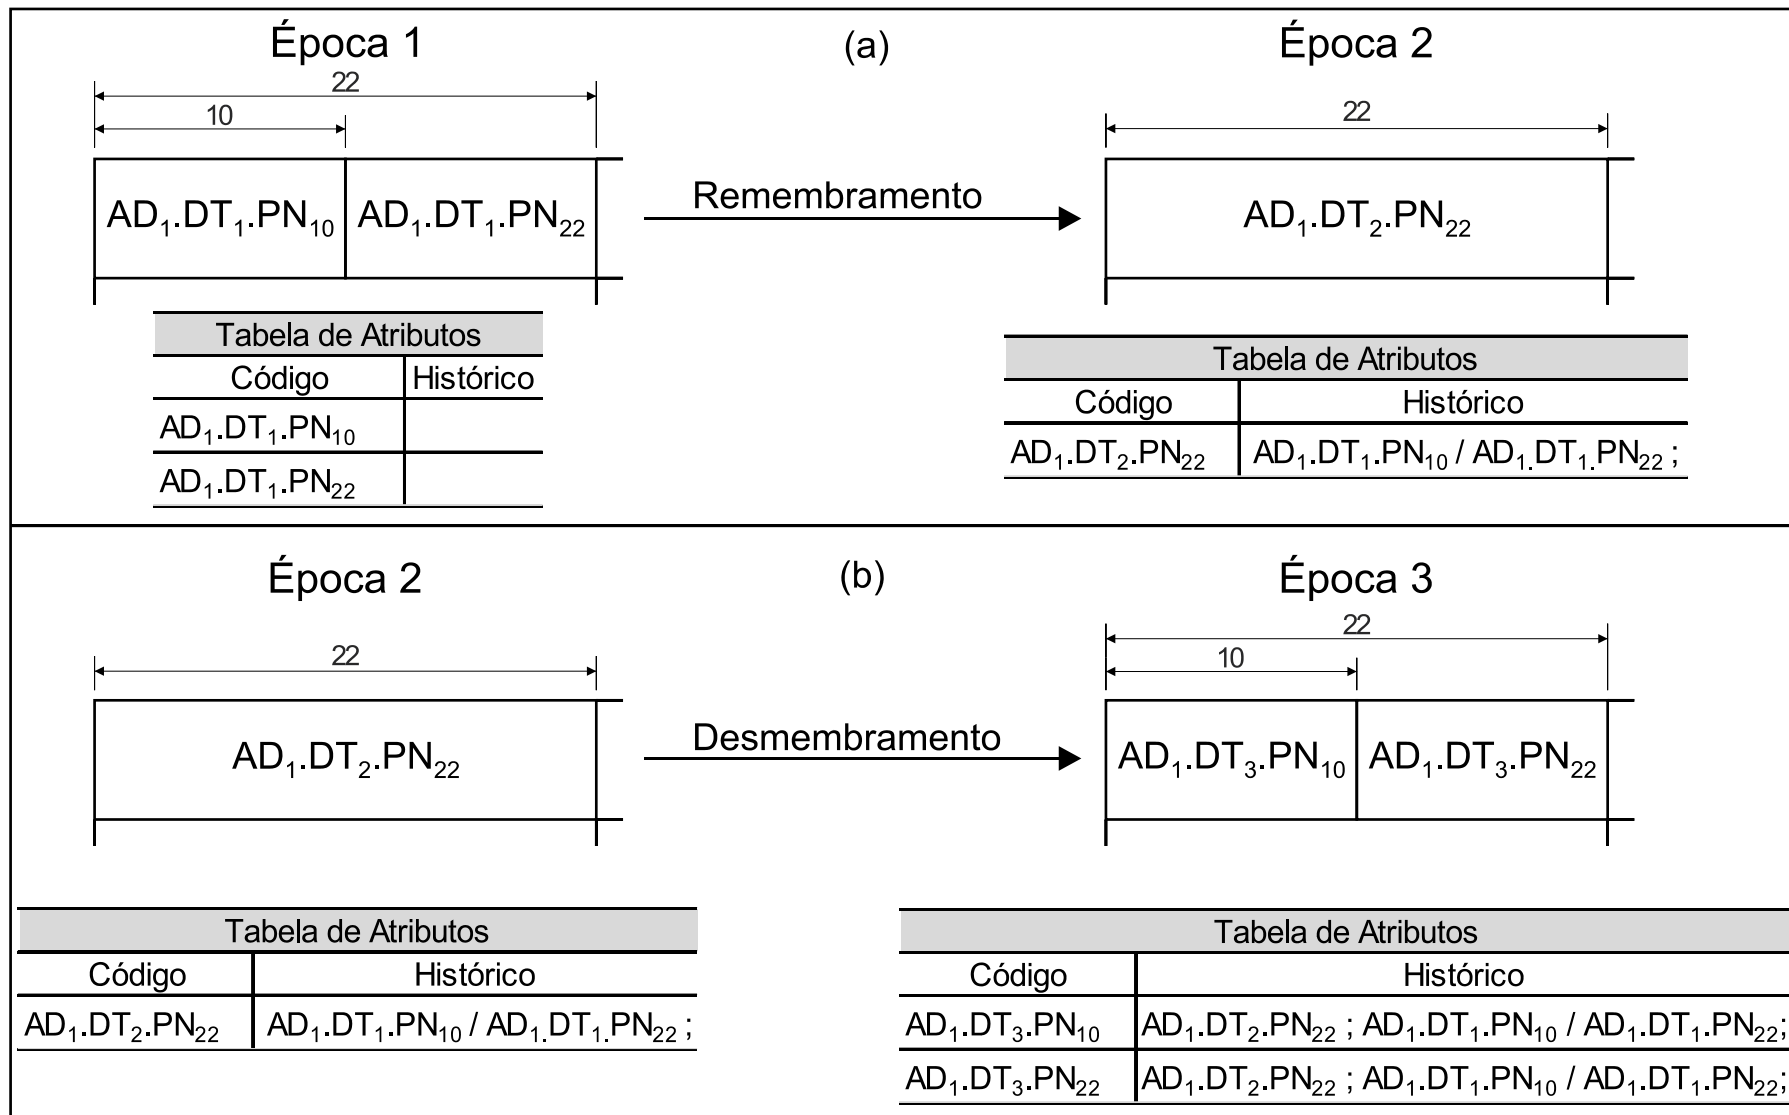 Época 1 (a) Época 2
22
10
22
AD₁.DT₁.PN₁₀ AD₁.DT₁.PN₂₂
Remembramento
AD₁.DT₂.PN₂₂
Tabela de Atributos
Código Histórico
AD₁.DT₁.PN₁₀
AD₁.DT₁.PN₂₂
Tabela de Atributos
Código Histórico
AD₁.DT₂.PN₂₂ AD₁.DT₁.PN₁₀ / AD₁.DT₁.PN₂₂ ;
Época 2 (b) Época 3
22
22
10
AD₁.DT₂.PN₂₂
Desmembramento
AD₁.DT₃.PN₁₀ AD₁.DT₃.PN₂₂
Tabela de Atributos
Código Histórico
AD₁.DT₂.PN₂₂ AD₁.DT₁.PN₁₀ / AD₁.DT₁.PN₂₂ ;
Tabela de Atributos
Código Histórico
AD₁.DT₃.PN₁₀ AD₁.DT₂.PN₂₂ ; AD₁.DT₁.PN₁₀ / AD₁.DT₁.PN₂₂;
AD₁.DT₃.PN₂₂ AD₁.DT₂.PN₂₂ ; AD₁.DT₁.PN₁₀ / AD₁.DT₁.PN₂₂;